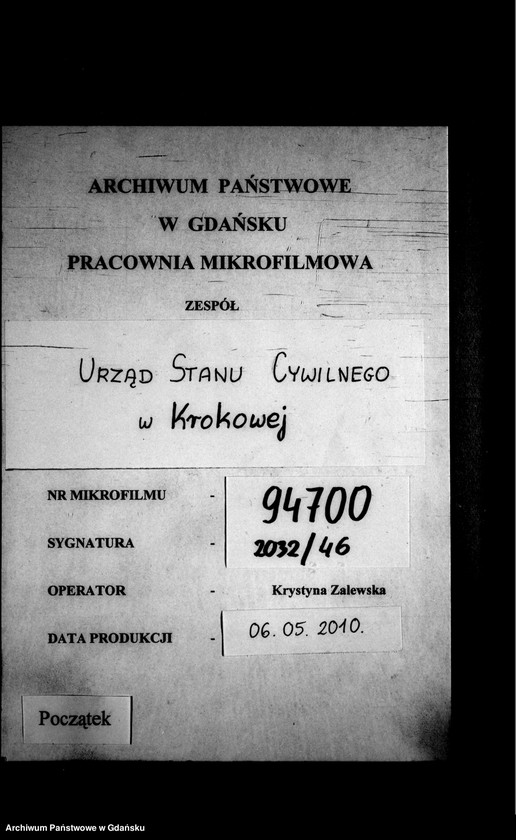 ARCHIWUM PAŃSTWOWE
W GDAŃSKU
PRACOWNIA MIKROFILMOWA
ZESPÓŁ
URZĄD STANU CYWILNEGO
w Krokowej
NR MIKROFILMU - 94700
SYGNATURA - 2032/46
OPERATOR - Krystyna Zalewska
DATA PRODUKCJI - 06.05.2010.
Początek
Archiwum Państwowe w Gdańsku